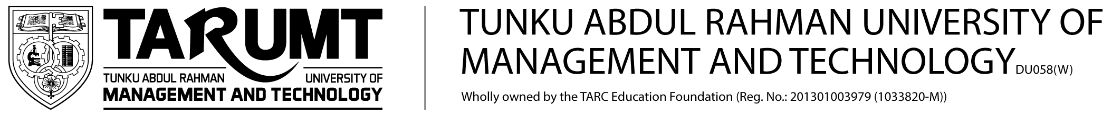 TARUMT
TUNKU ABDUL RAHMAN UNIVERSITY OF
MANAGEMENT AND TECHNOLOGY
TUNKU ABDUL RAHMAN UNIVERSITY OF
MANAGEMENT AND TECHNOLOGY DU058(W)
Wholly owned by the TARC Education Foundation (Reg. No.: 201301003979 (1033820-M))